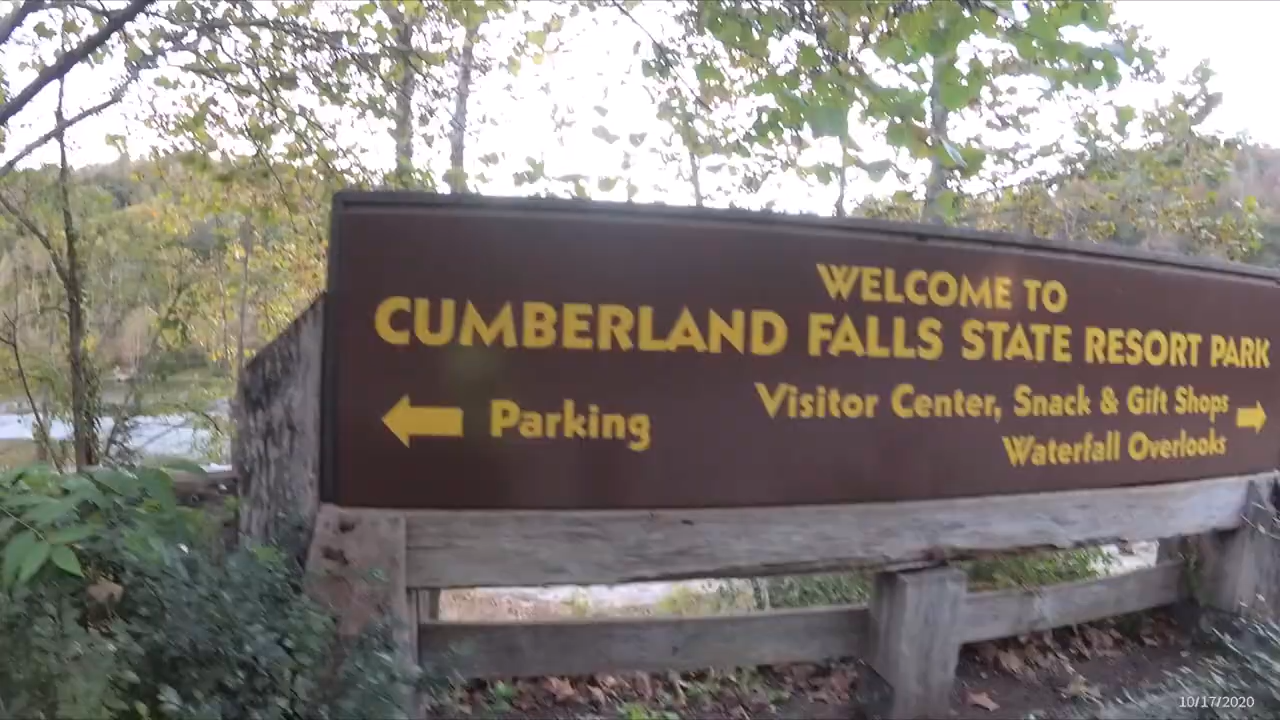 WELCOME TO
CUMBERLAND FALLS STATE RESORT PARK
Parking
Visitor Center, Snack & Gift Shops
Waterfall Overlooks
10/17/2020